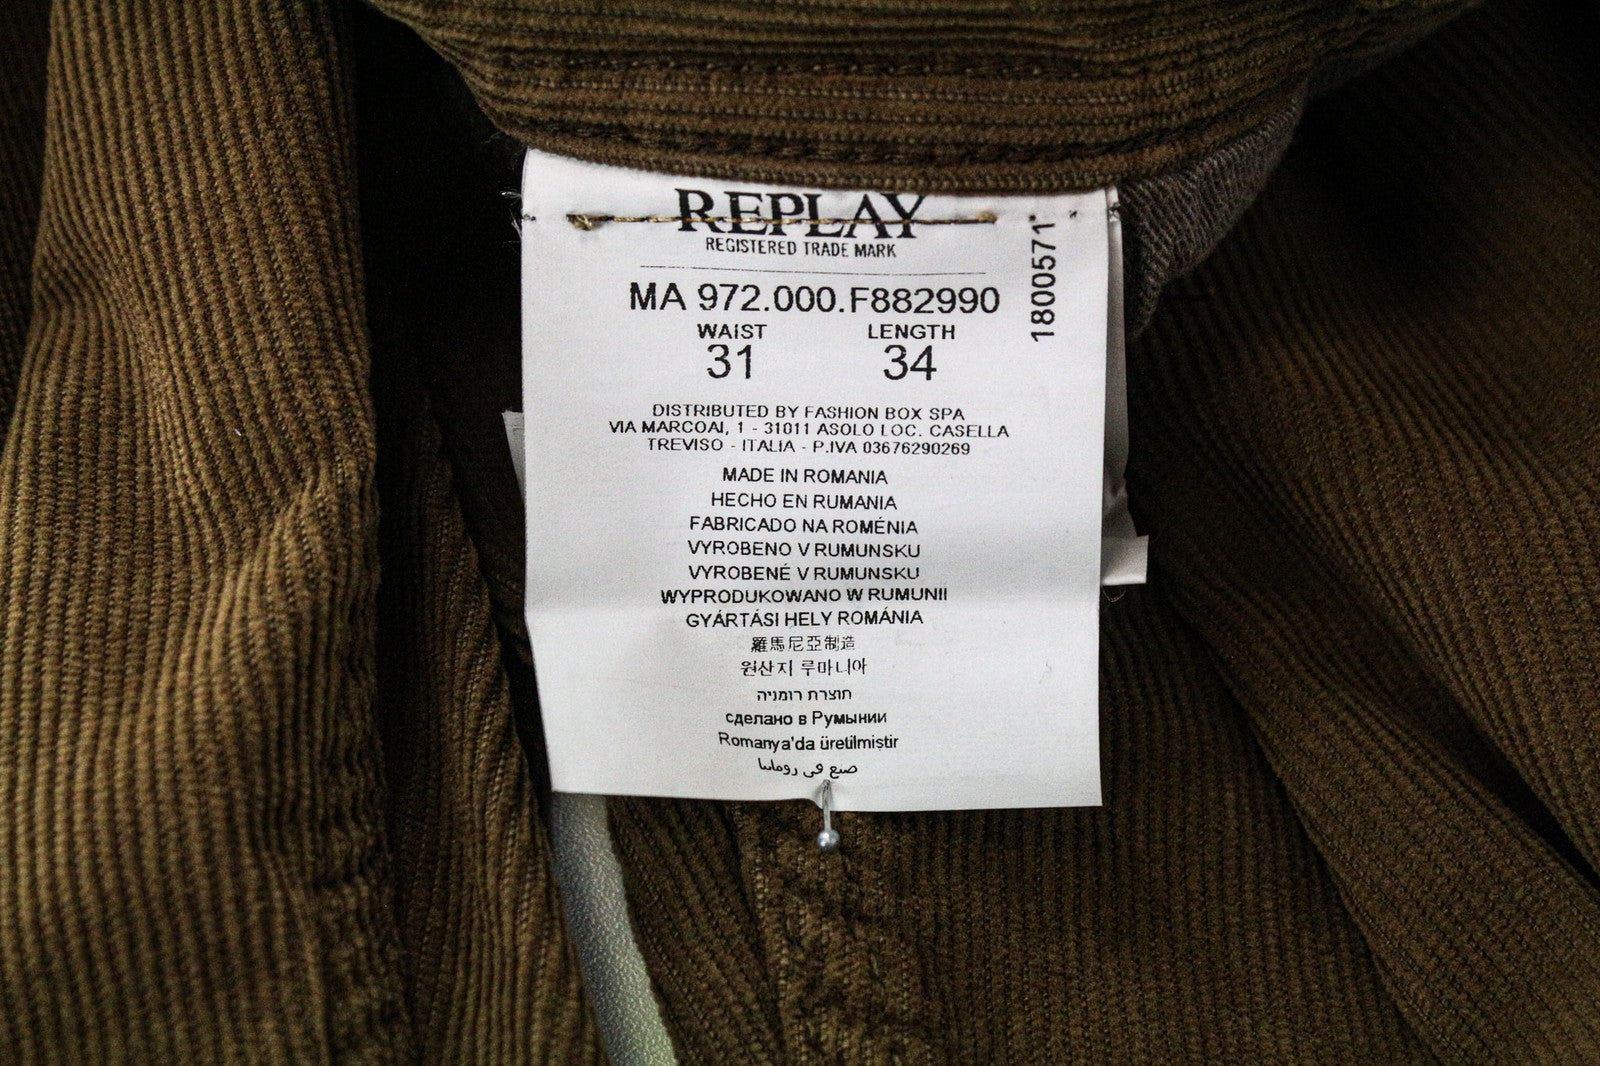 REPLAY
REGISTERED TRADE MARK
MA 972.000.F882990
1800571
WAIST LENGTH
31 34
DISTRIBUTED BY FASHION BOX SPA
VIA MARCOAI, 1 - 31011 ASOLO LOC. CASELLA
TREVISO - ITALIA - P.IVA 03676290269
MADE IN ROMANIA
HECHO EN RUMANIA
FABRICADO NA ROMÉNIA
VYROBENO V RUMUNSKU
VYROBENÉ V RUMUNSKU
WYPRODUKOWANO W RUMUNII
GYÁRTÁSI HELY ROMÁNIA
羅馬尼亞制造
원산지 루마니아
תוצרת רומניה
сделано в Румынии
Romanya'da üretilmiştir
صنع في رومانيا